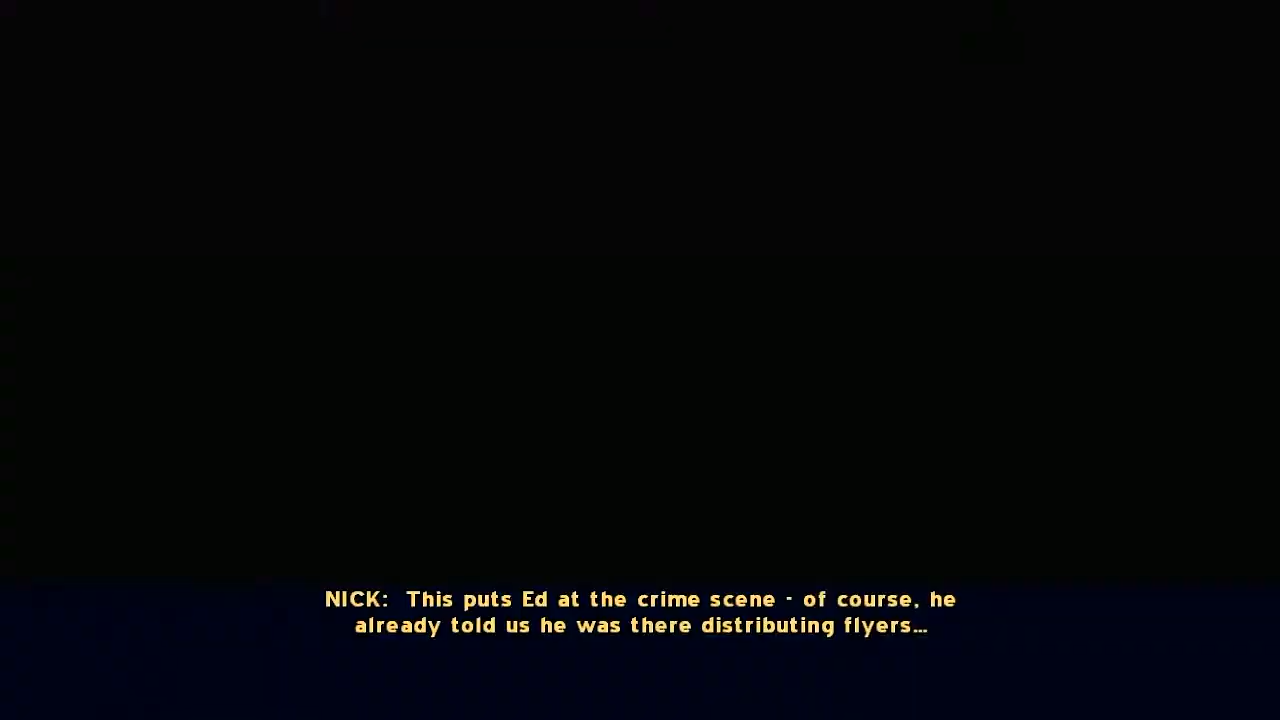 NICK: This puts Ed at the crime scene - of course, he
already told us he was there distributing flyers...